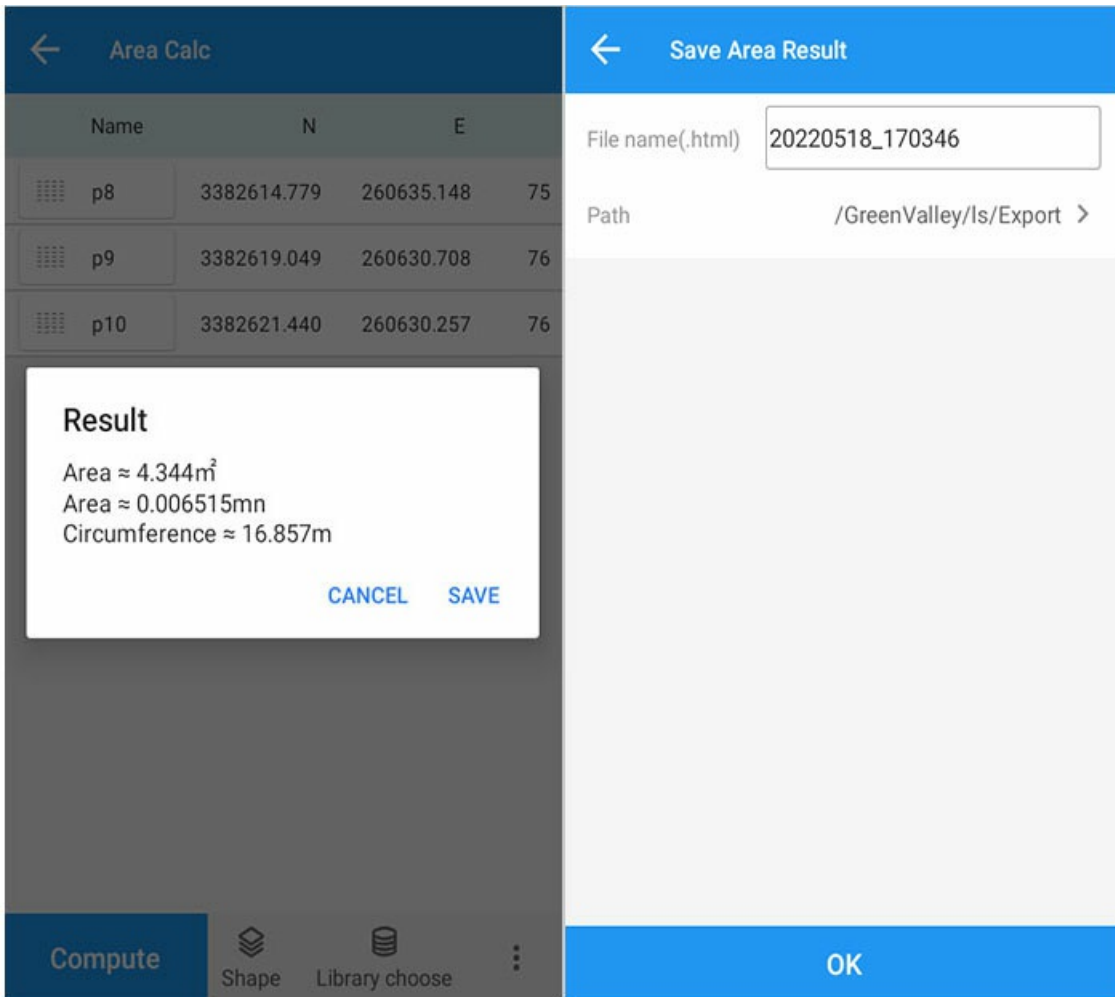 Area Calc
Name N E
p8 3382614.779 260635.148 75
p9 3382619.049 260630.708 76
p10 3382621.440 260630.257 76
Result
Area ≈ 4.344㎡
Area ≈ 0.006515mn
Circumference ≈ 16.857m
CANCEL SAVE
Compute
Shape
Library choose
Save Area Result
File name(.html) 20220518_170346
Path /GreenValley/ls/Export >
OK